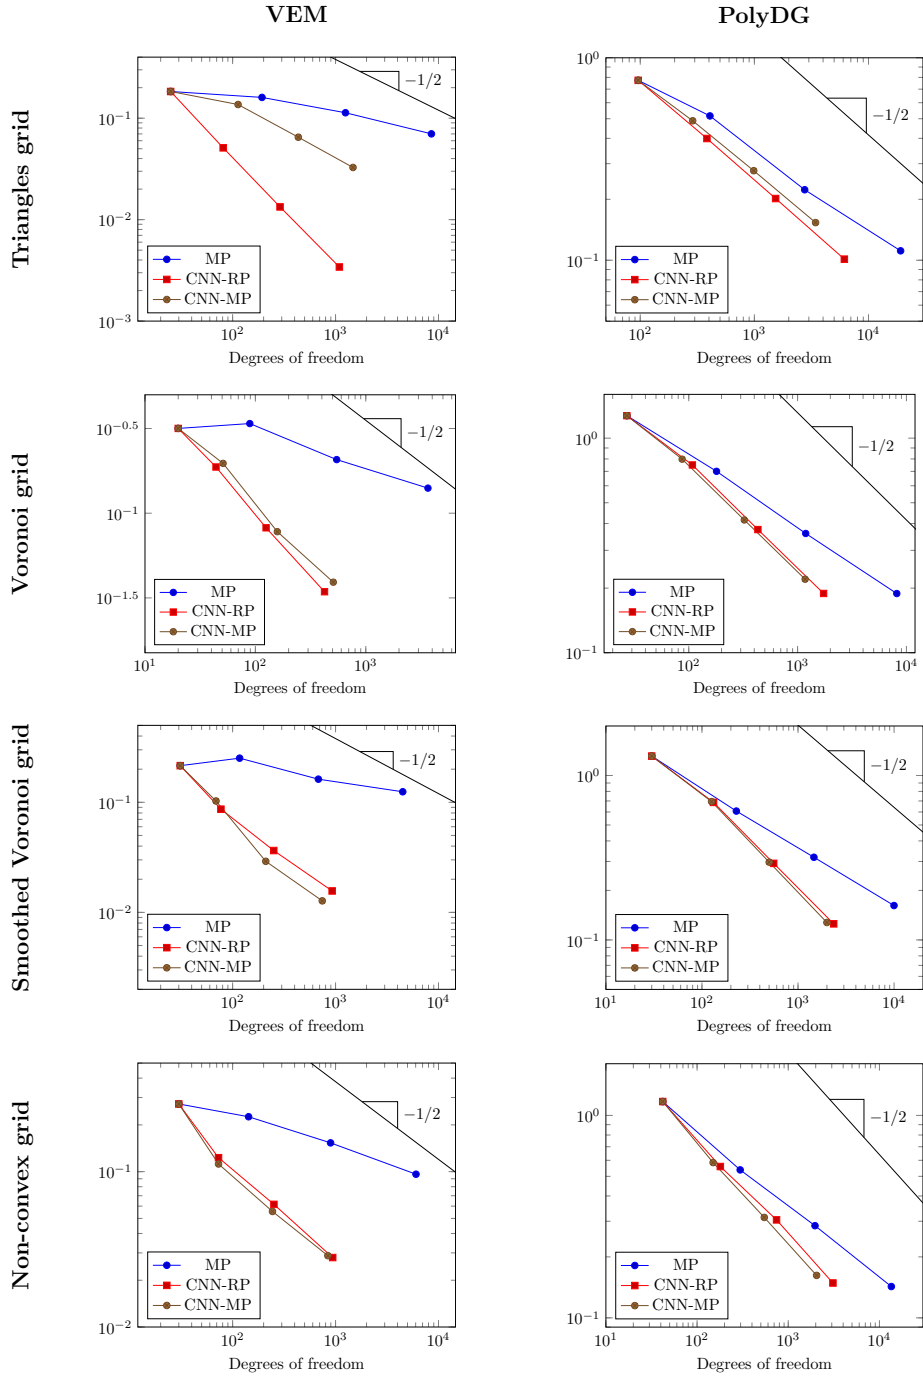 VEM
PolyDG
Triangles grid
10^−1
10^−2
10^−3
10^2
10^3
10^4
−1/2
MP
CNN-RP
CNN-MP
Degrees of freedom
10^0
10^−1
10^2
10^3
10^4
−1/2
MP
CNN-RP
CNN-MP
Degrees of freedom
Voronoi grid
10^−0.5
10^−1
10^−1.5
10^1
10^2
10^3
−1/2
MP
CNN-RP
CNN-MP
Degrees of freedom
10^0
10^−1
10^2
10^3
10^4
−1/2
MP
CNN-RP
CNN-MP
Degrees of freedom
Smoothed Voronoi grid
10^−1
10^−2
10^2
10^3
10^4
−1/2
MP
CNN-RP
CNN-MP
Degrees of freedom
10^0
10^−1
10^1
10^2
10^3
10^4
−1/2
MP
CNN-RP
CNN-MP
Degrees of freedom
Non-convex grid
10^−1
10^−2
10^2
10^3
10^4
−1/2
MP
CNN-RP
CNN-MP
Degrees of freedom
10^0
10^−1
10^1
10^2
10^3
10^4
−1/2
MP
CNN-RP
CNN-MP
Degrees of freedom